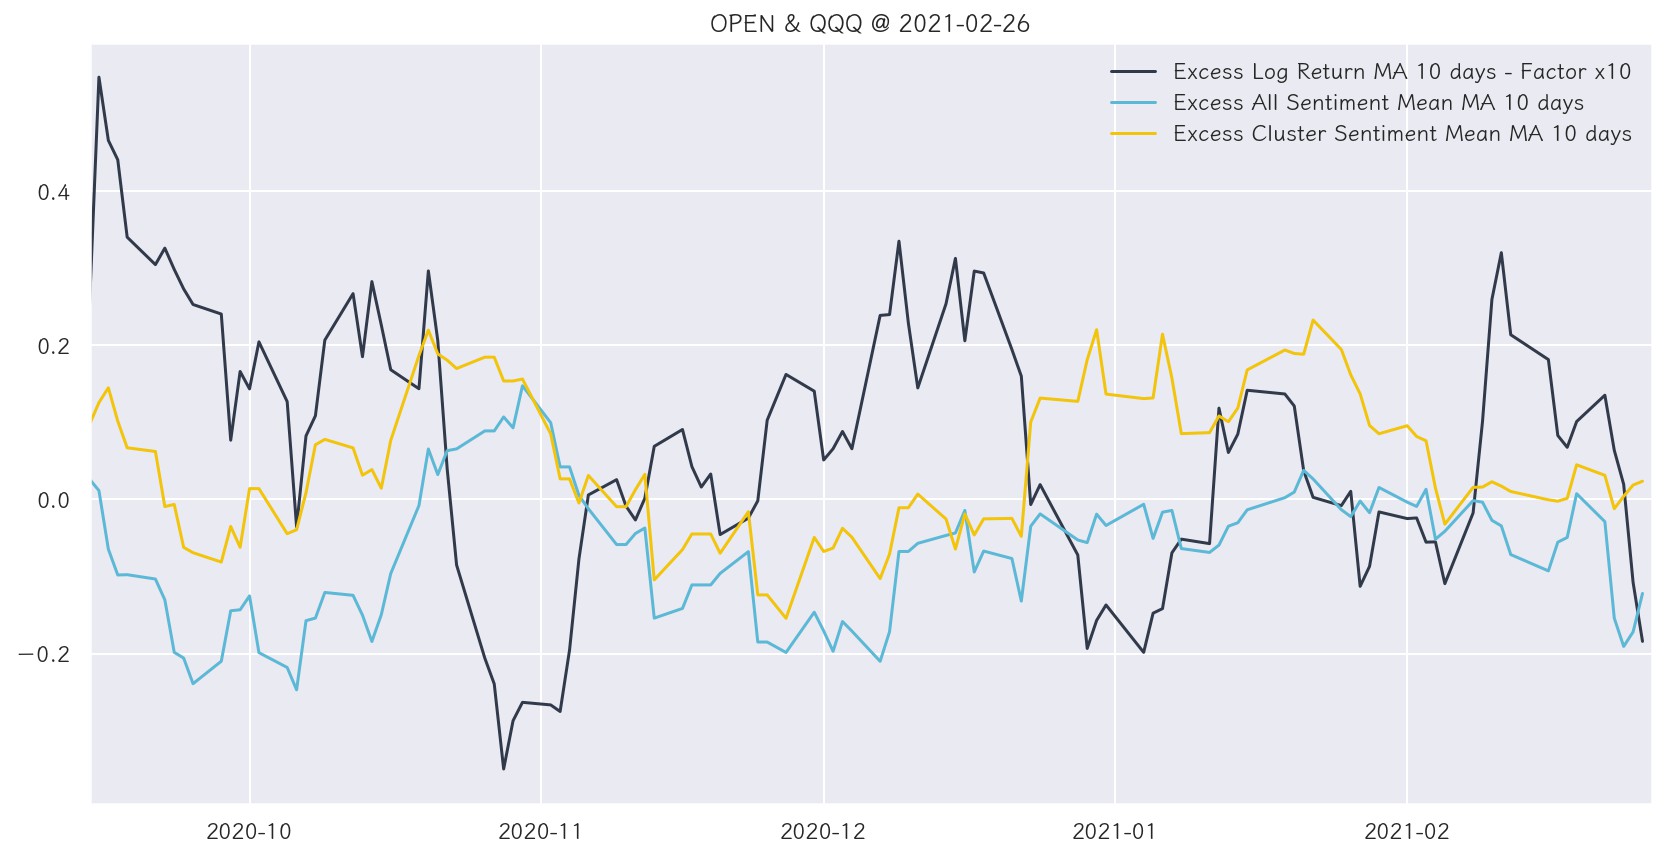 OPEN & QQQ @ 2021-02-26
Excess Log Return MA 10 days - Factor x10
Excess All Sentiment Mean MA 10 days
Excess Cluster Sentiment Mean MA 10 days
0.4
0.2
0.0
−0.2
2020-10 2020-11 2020-12 2021-01 2021-02